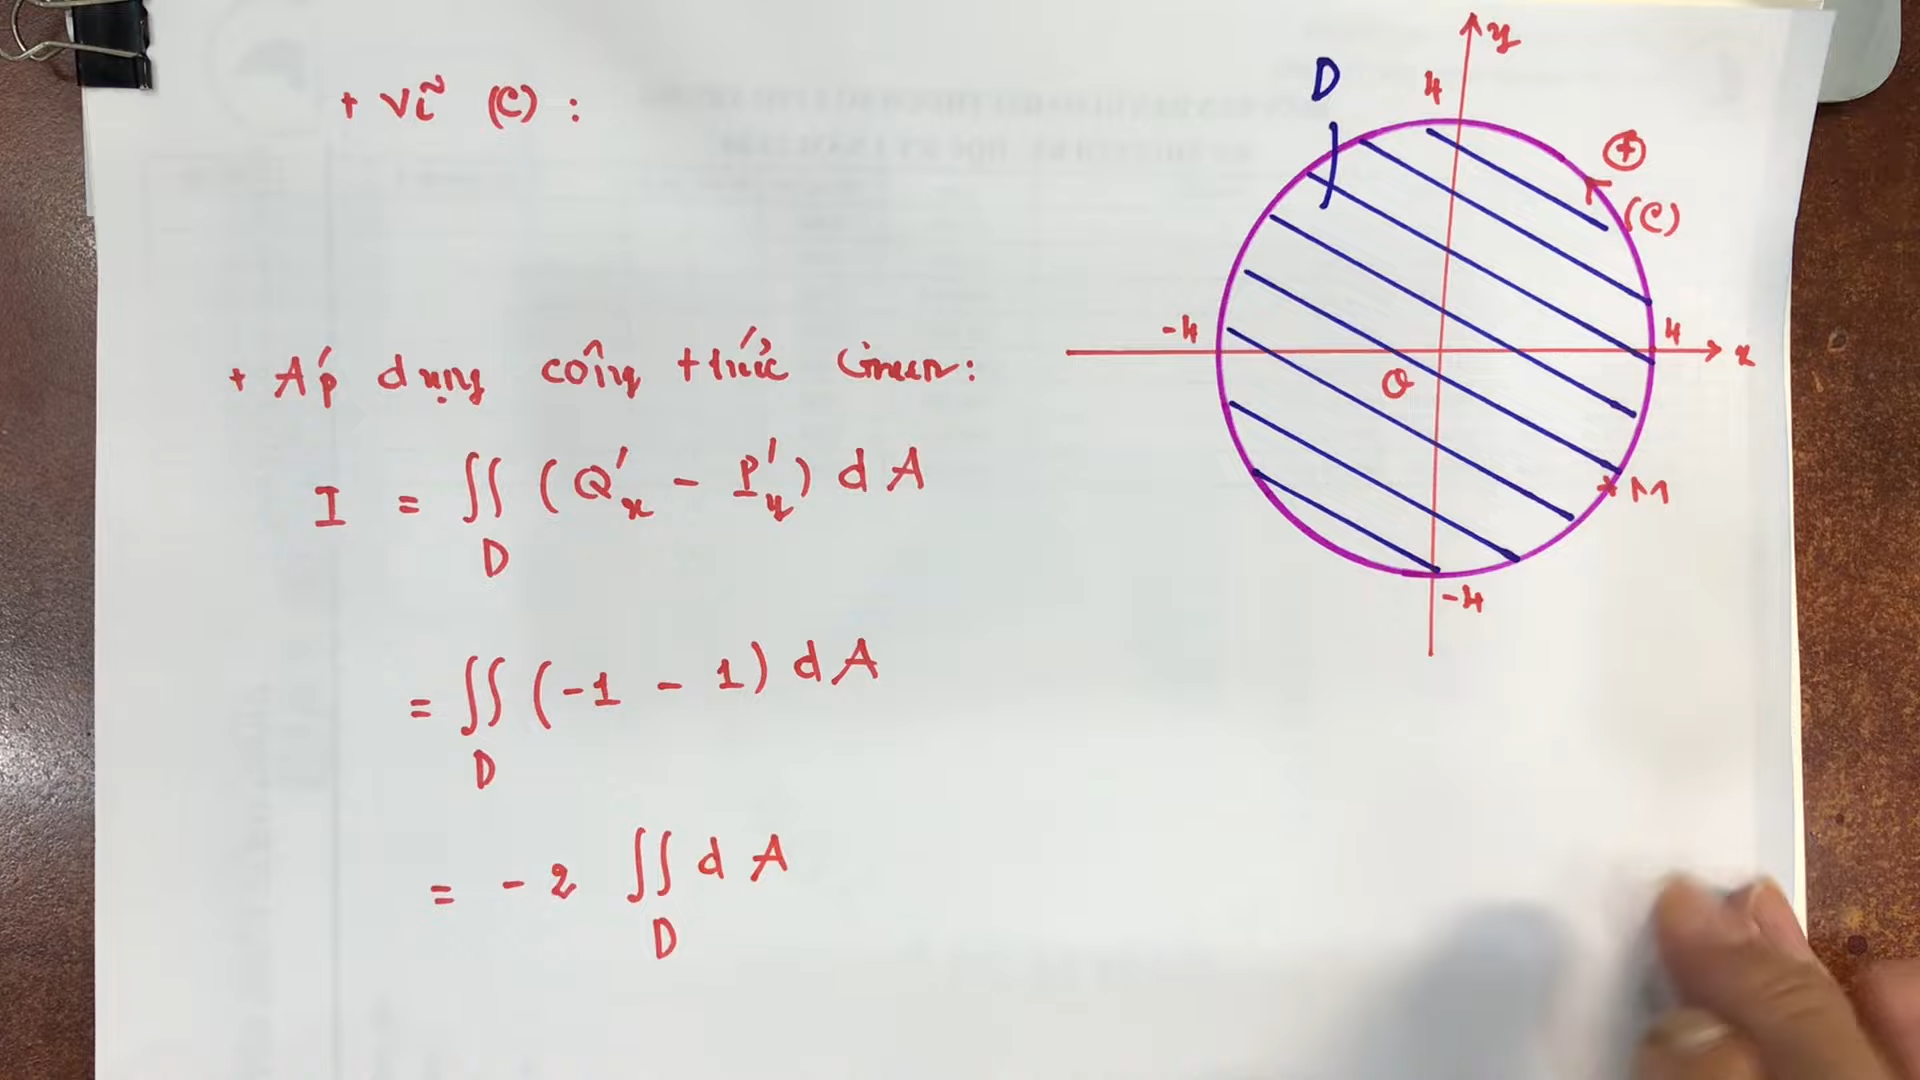 + Vẽ (C) :
+ Áp dụng công thức Green:
I = ∬ (Q'x - P'y) dA
D
= ∬ (-1 - 1) dA
D
= - 2 ∬ dA
D
y
D
4
⊕
(C)
-4
4
x
O
M
-4